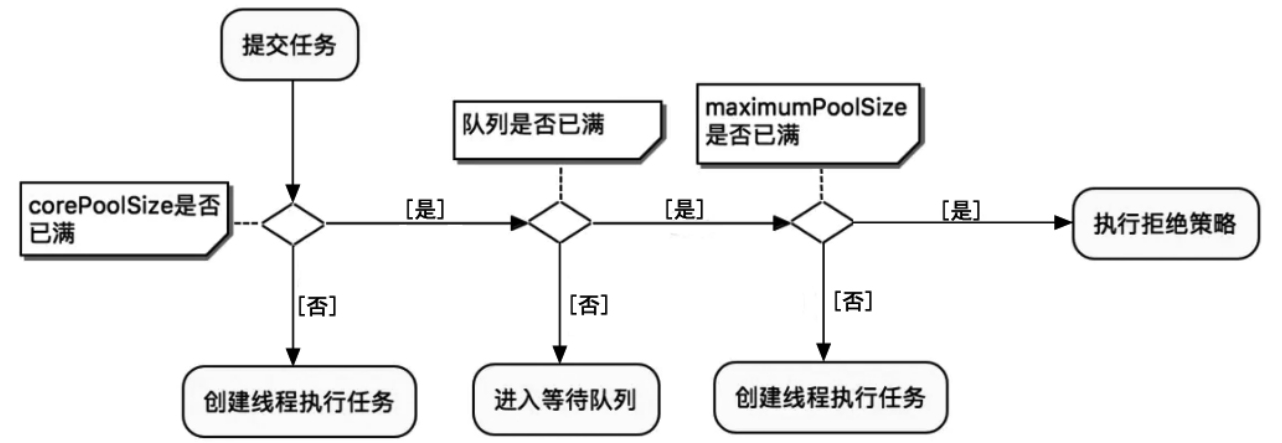 提交任务
队列是否已满
maximumPoolSize
是否已满
corePoolSize是否
已满
[是]
[是]
[是]
执行拒绝策略
[否]
[否]
[否]
创建线程执行任务
进入等待队列
创建线程执行任务